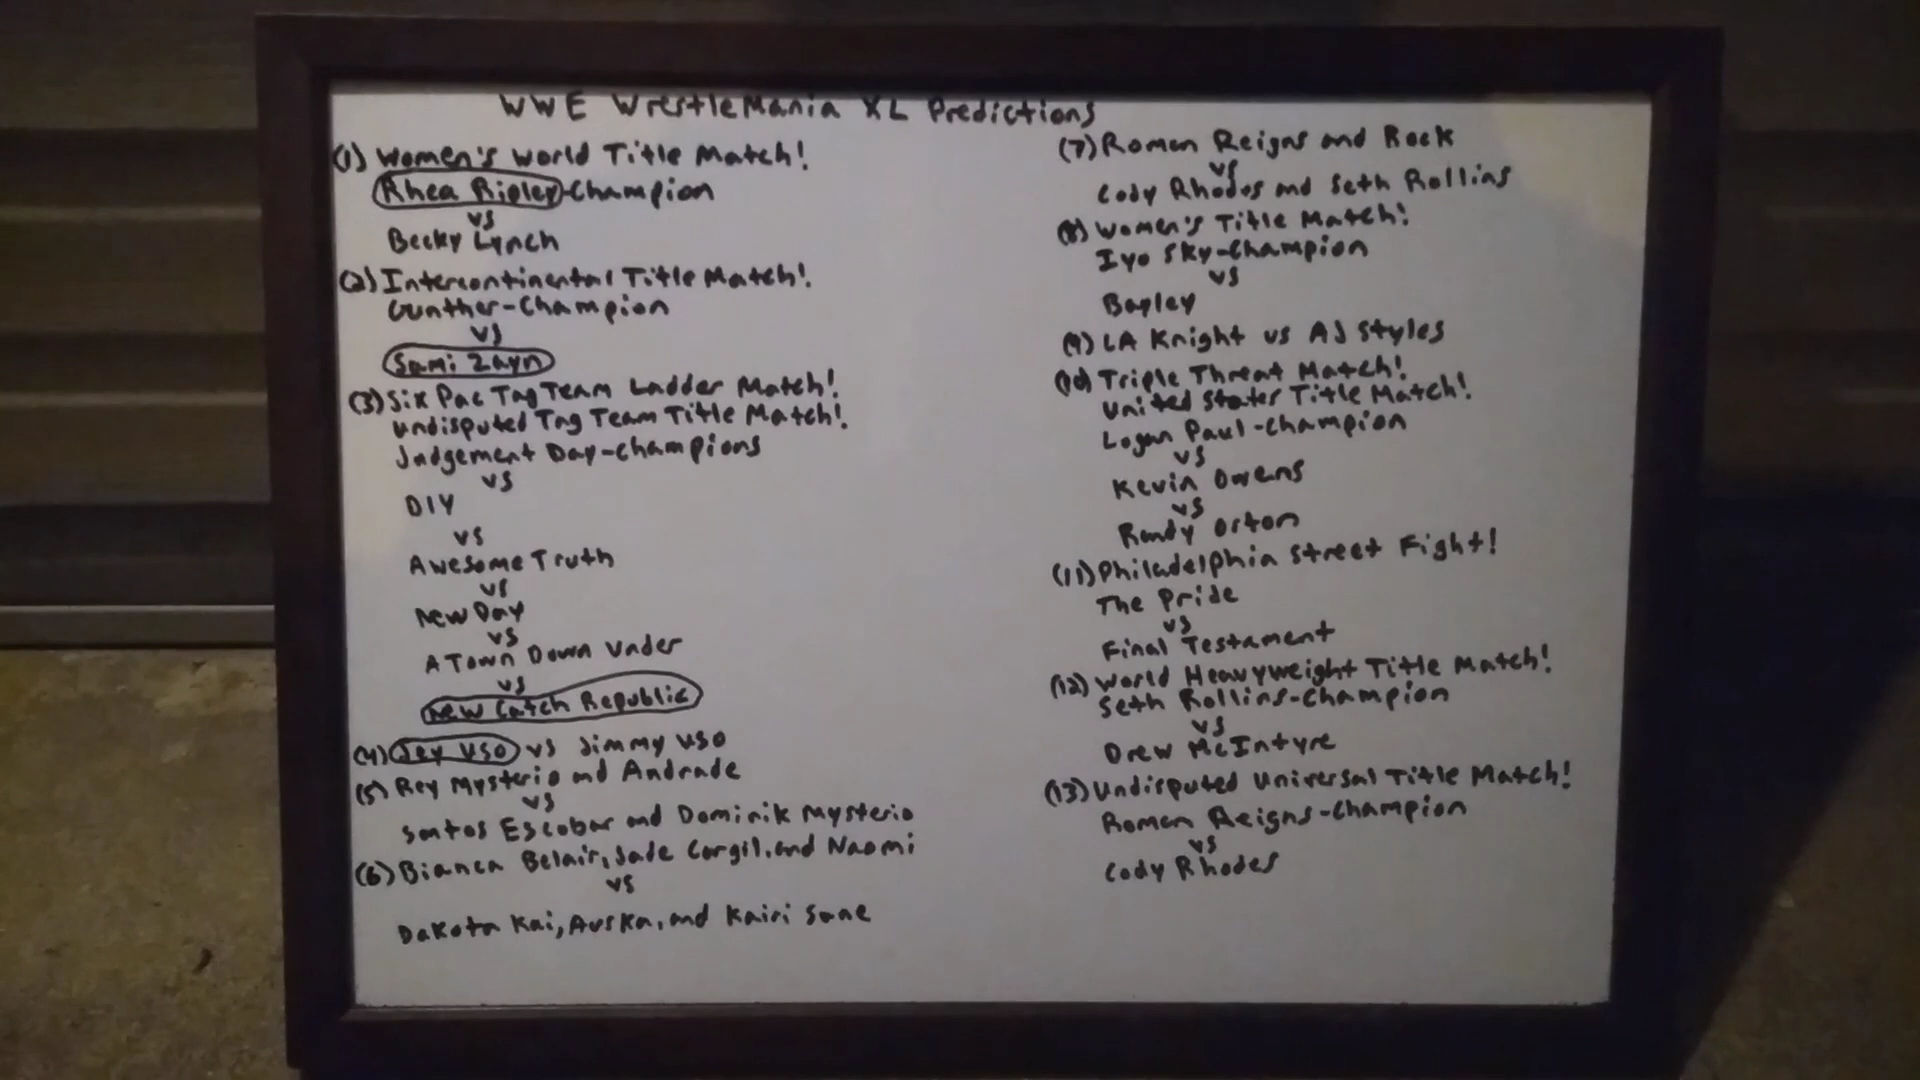 WWE WrestleMania XL Predictions
(1) Women's World Title Match!
Rhea Ripley-Champion
vs
Becky Lynch
(2) Intercontinental Title Match!
Gunther-Champion
vs
Sami Zayn
(3) Six Pac Tag Team Ladder Match!
Undisputed Tag Team Title Match!
Judgement Day-Champions
vs
DIY
vs
Awesome Truth
vs
New Day
vs
A Town Down Under
vs
New Catch Republic
(4) Jey Uso vs Jimmy Uso
(5) Rey Mysterio and Andrade
vs
Santos Escobar and Dominik Mysterio
(6) Bianca Belair, Jade Cargil, and Naomi
vs
Dakota Kai, Auska, and Kairi Sane
(7) Roman Reigns and Rock
vs
Cody Rhodes and Seth Rollins
(8) Women's Title Match!
Iyo Sky-Champion
vs
Bayley
(9) LA Knight vs AJ Styles
(10) Triple Threat Match!
United States Title Match!
Logan Paul-Champion
vs
Kevin Owens
vs
Randy Orton
(11) Philadelphia Street Fight!
The Pride
vs
Final Testament
(12) World Heavyweight Title Match!
Seth Rollins-Champion
vs
Drew McIntyre
(13) Undisputed Universal Title Match!
Roman Reigns-Champion
vs
Cody Rhodes